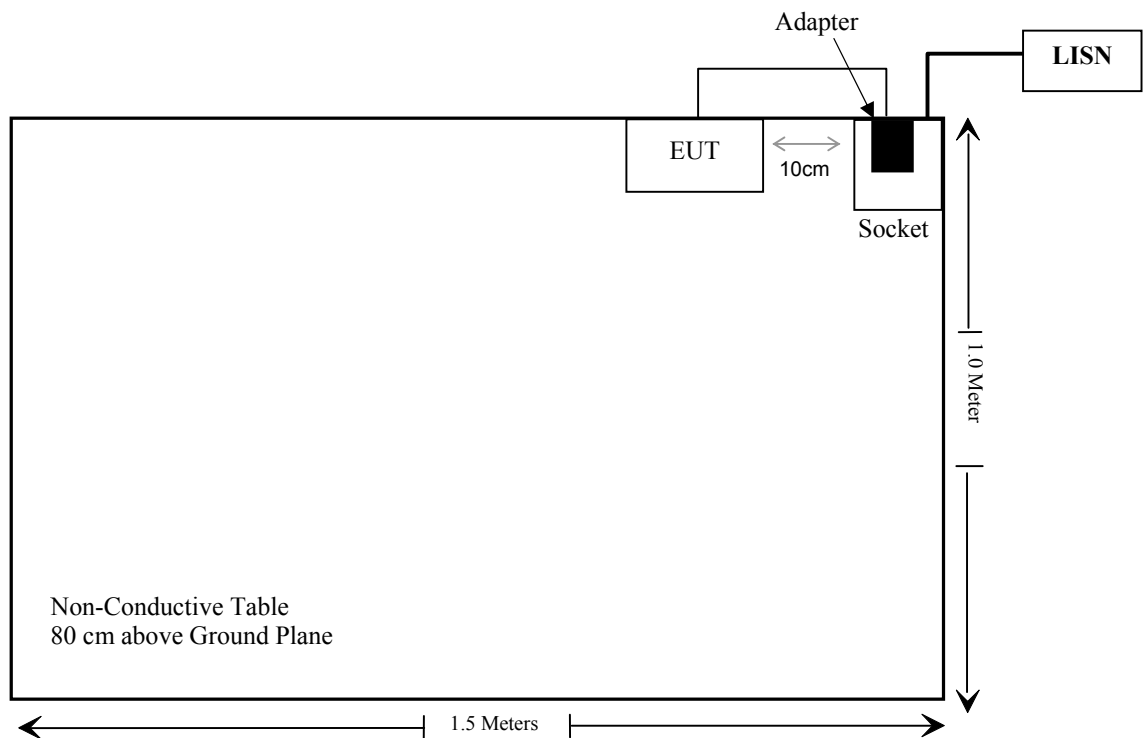 Adapter
LISN
EUT
10cm
Socket
1.0 Meter
Non-Conductive Table
80 cm above Ground Plane
1.5 Meters